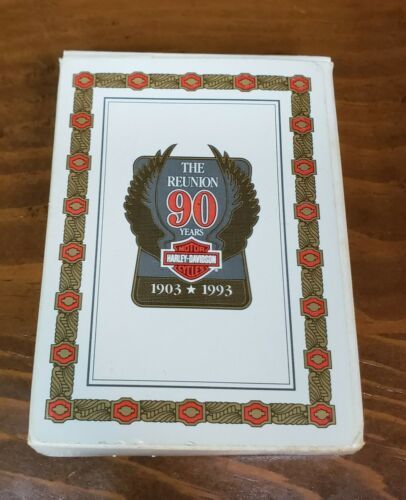 THE
REUNION
90
YEARS
MOTOR
HARLEY-DAVIDSON
CYCLES
1903 ★ 1993